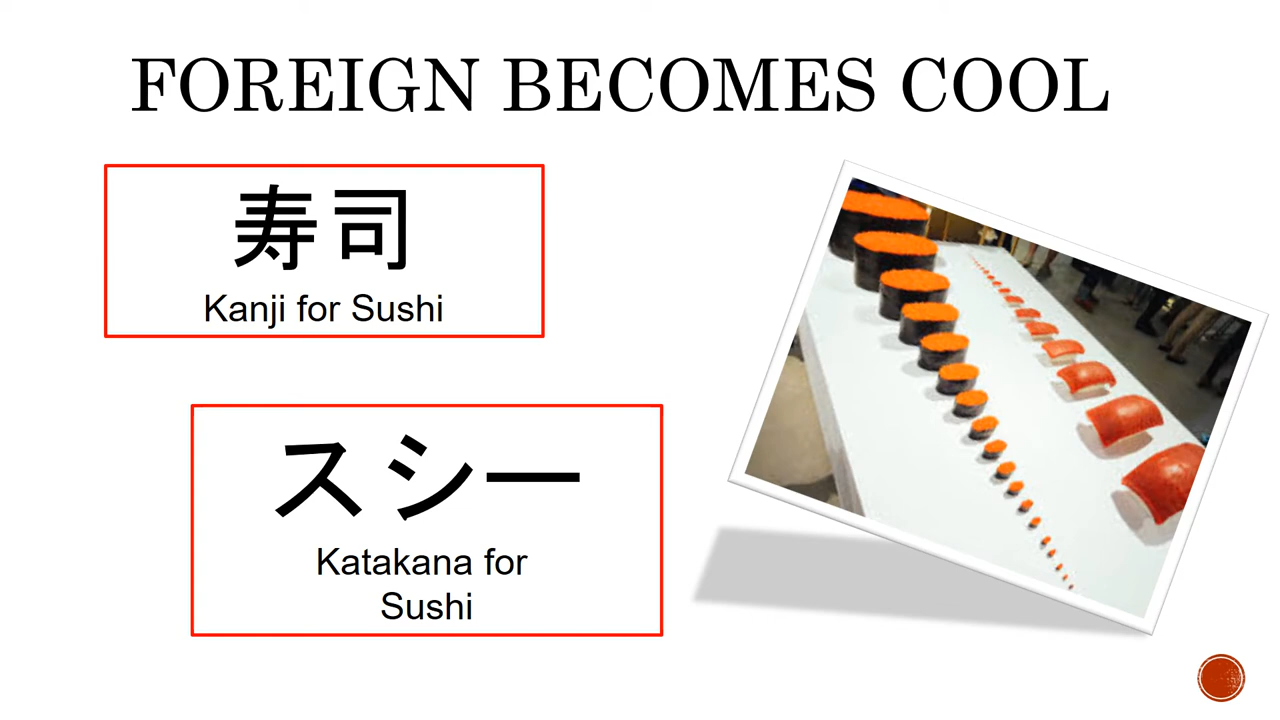 FOREIGN BECOMES COOL
寿司
Kanji for Sushi
スシー
Katakana for
Sushi